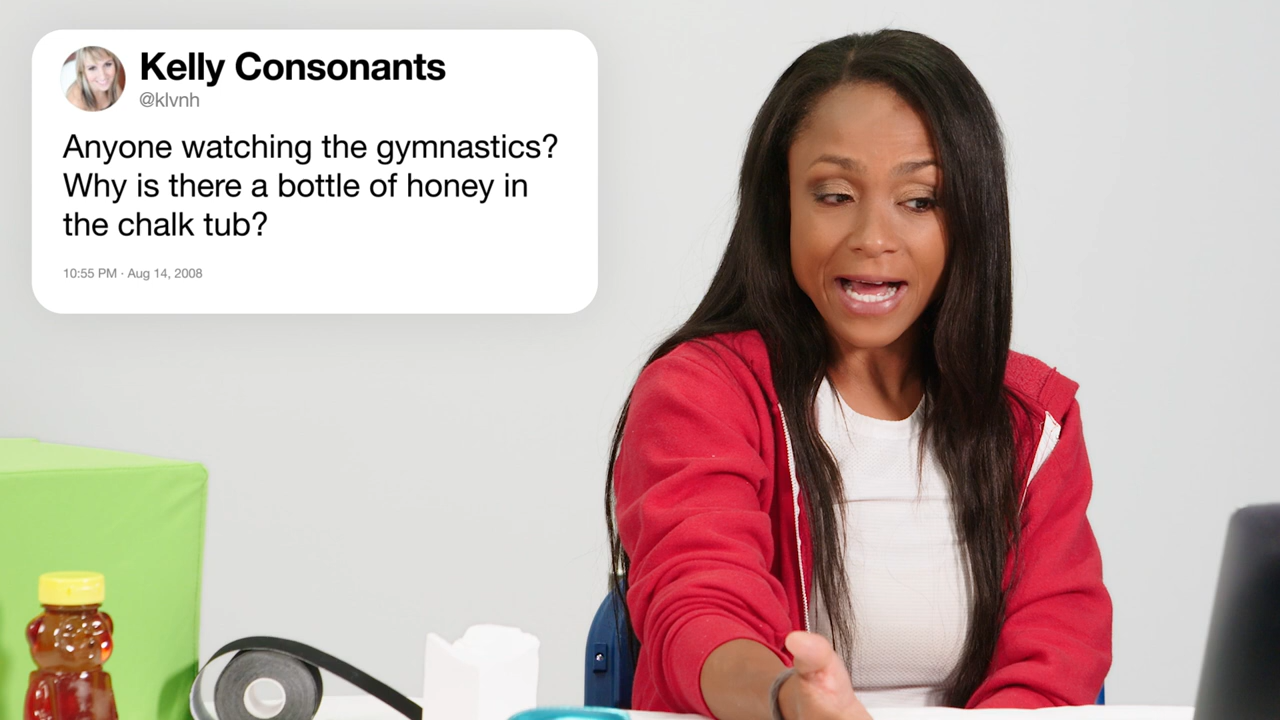 Kelly Consonants
@klvnh
Anyone watching the gymnastics?
Why is there a bottle of honey in
the chalk tub?
10:55 PM · Aug 14, 2008